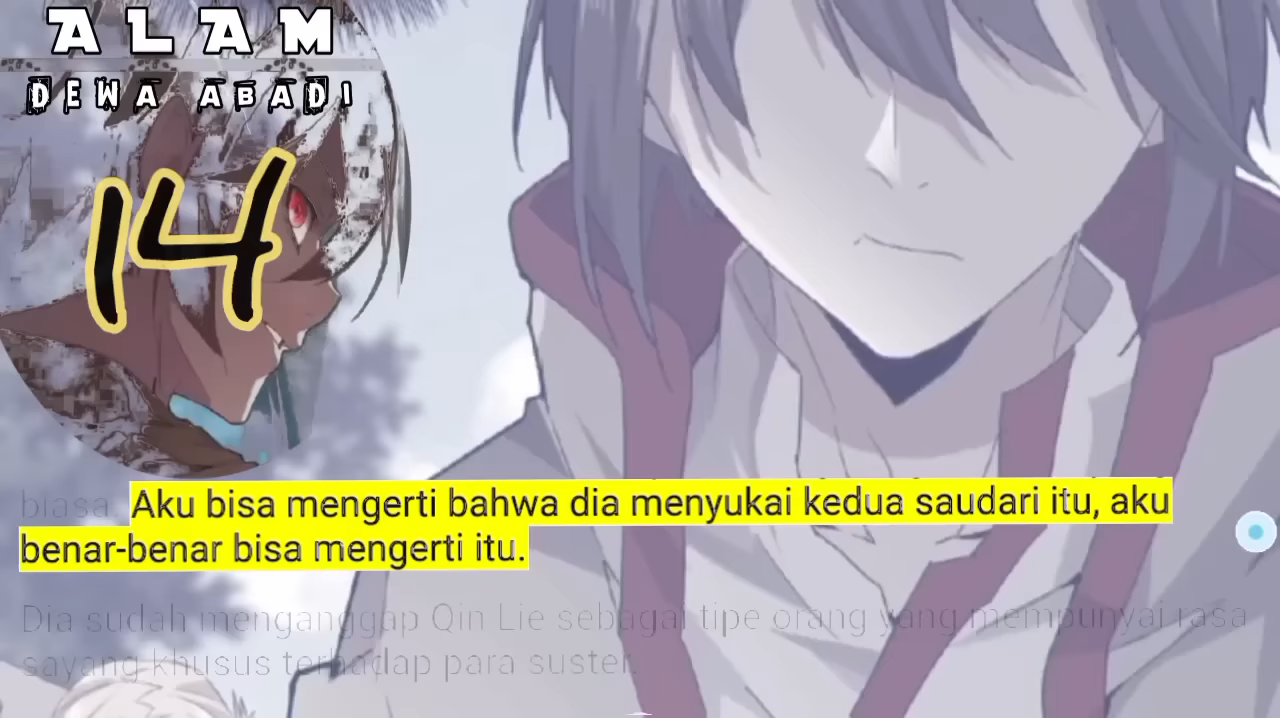 ALAM
DEWA ABADI
14
biasa. Aku bisa mengerti bahwa dia menyukai kedua saudari itu, aku
benar-benar bisa mengerti itu.
Dia sudah menganggap Qin Lie sebagai tipe orang yang mempunyai rasa
sayang khusus terhadap para suster.